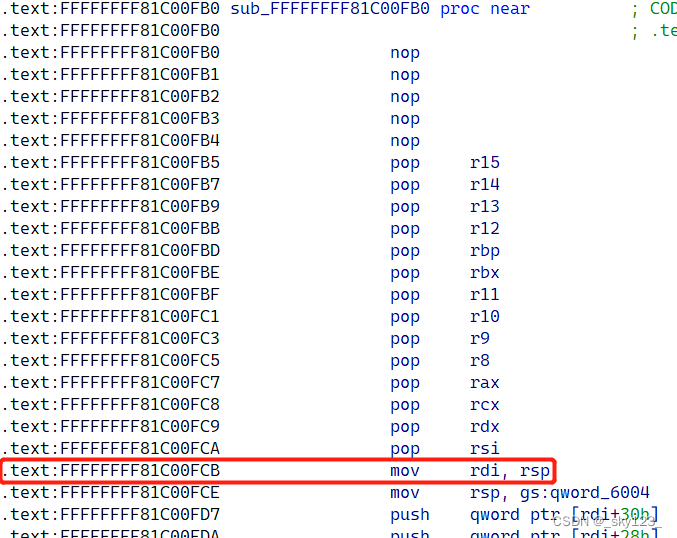 .text:FFFFFFFF81C00FB0 sub_FFFFFFFF81C00FB0 proc near ; COD
.text:FFFFFFFF81C00FB0 ; .te
.text:FFFFFFFF81C00FB0 nop
.text:FFFFFFFF81C00FB1 nop
.text:FFFFFFFF81C00FB2 nop
.text:FFFFFFFF81C00FB3 nop
.text:FFFFFFFF81C00FB4 nop
.text:FFFFFFFF81C00FB5 pop r15
.text:FFFFFFFF81C00FB7 pop r14
.text:FFFFFFFF81C00FB9 pop r13
.text:FFFFFFFF81C00FBB pop r12
.text:FFFFFFFF81C00FBD pop rbp
.text:FFFFFFFF81C00FBE pop rbx
.text:FFFFFFFF81C00FBF pop r11
.text:FFFFFFFF81C00FC1 pop r10
.text:FFFFFFFF81C00FC3 pop r9
.text:FFFFFFFF81C00FC5 pop r8
.text:FFFFFFFF81C00FC7 pop rax
.text:FFFFFFFF81C00FC8 pop rcx
.text:FFFFFFFF81C00FC9 pop rdx
.text:FFFFFFFF81C00FCA pop rsi
.text:FFFFFFFF81C00FCB mov rdi, rsp
.text:FFFFFFFF81C00FCE mov rsp, gs:qword_6004
.text:FFFFFFFF81C00FD7 push qword ptr [rdi+30h]
CSDN @_sky123_
.text:FFFFFFFF81C00FDA push qword ptr [rdi+28h]